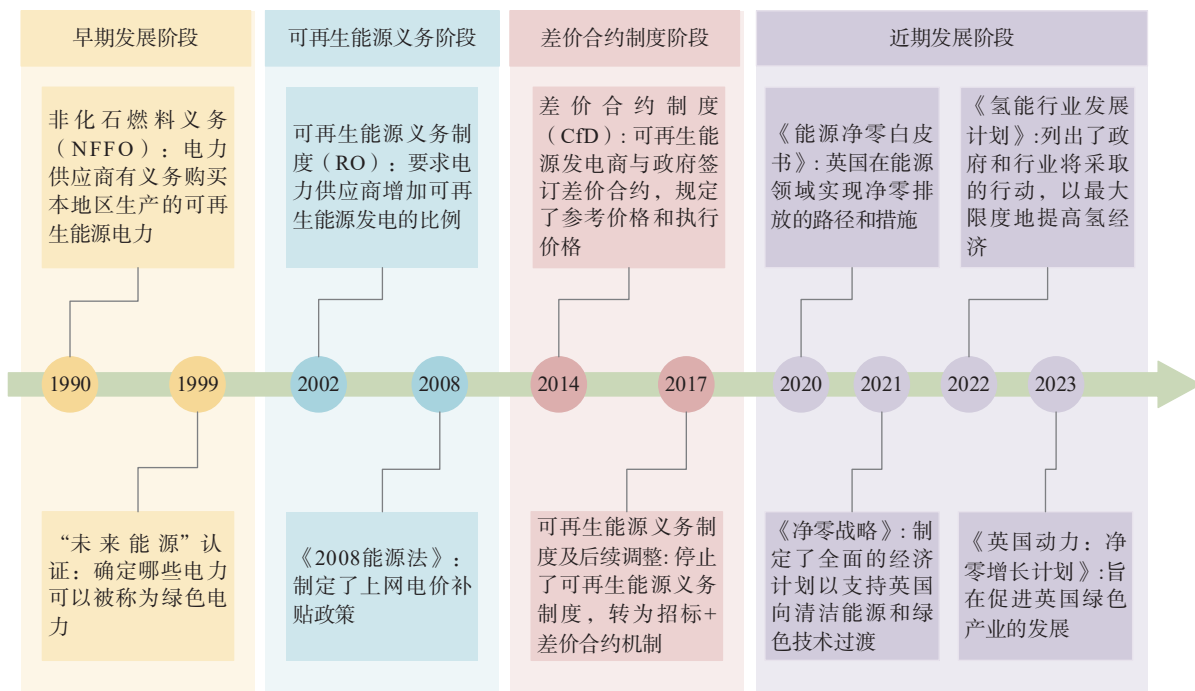 早期发展阶段
非化石燃料义务
（NFFO）：电力
供应商有义务购买
本地区生产的可再
生能源电力
1990
1999
“未来能源”认
证：确定哪些电力
可以被称为绿色电
力
可再生能源义务阶段
可再生能源义务制
度（RO）：要求电
力供应商增加可再
生能源发电的比例
2002
2008
《2008能源法》：
制定了上网电价补
贴政策
差价合约制度阶段
差价合约制度
（CfD）：可再生能
源发电商与政府签
订差价合约，规定
了参考价格和执行
价格
2014
2017
可再生能源义务制
度及后续调整：停止
了可再生能源义务
制度，转为招标+
差价合约机制
近期发展阶段
《能源净零白皮
书》：英国在能源
领域实现净零排
放的路径和措施
《氢能行业发展
计划》：列出了政
府和行业将采取
的行动，以最大
限度地提高氢经
济
2020
2021
2022
2023
《净零战略》：制
定了全面的经济
计划以支持英国
向清洁能源和绿
色技术过渡
《英国动力：净
零增长计划》：旨
在促进英国绿色
产业的发展